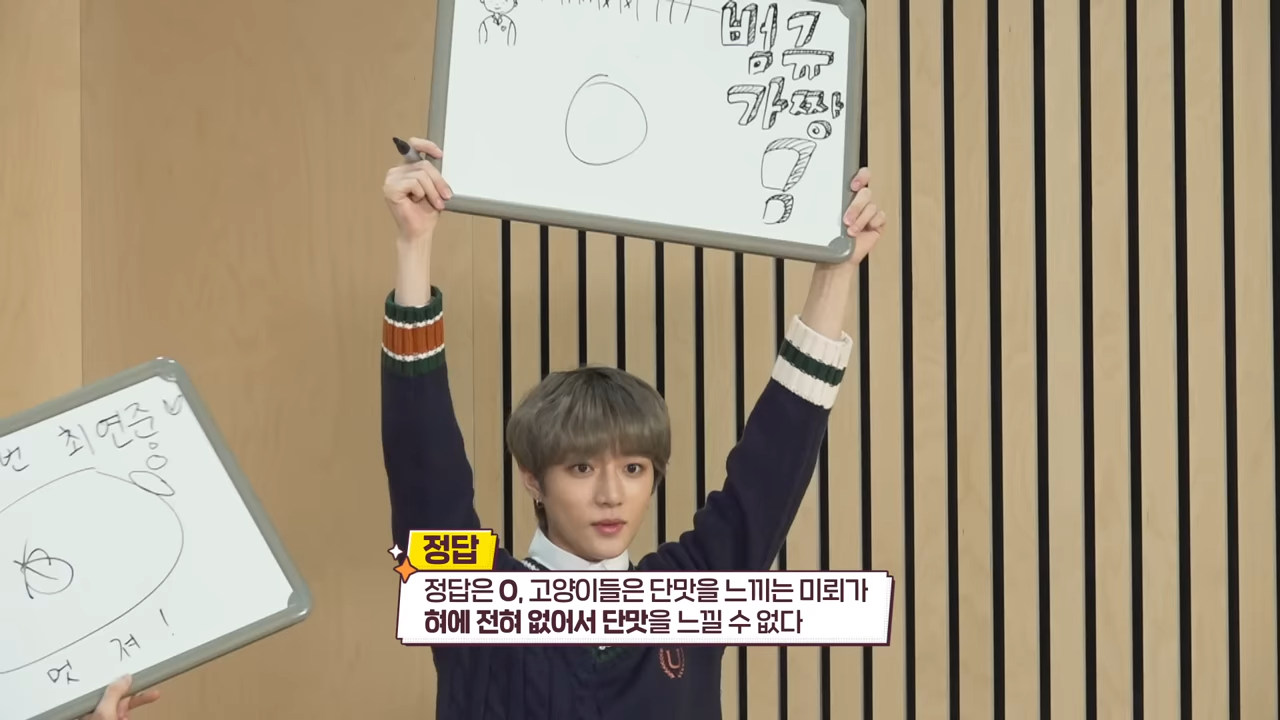 범규
가짱
!
번 최연준
멋져!
정답
정답은 O, 고양이들은 단맛을 느끼는 미뢰가
혀에 전혀 없어서 단맛을 느낄 수 없다
U